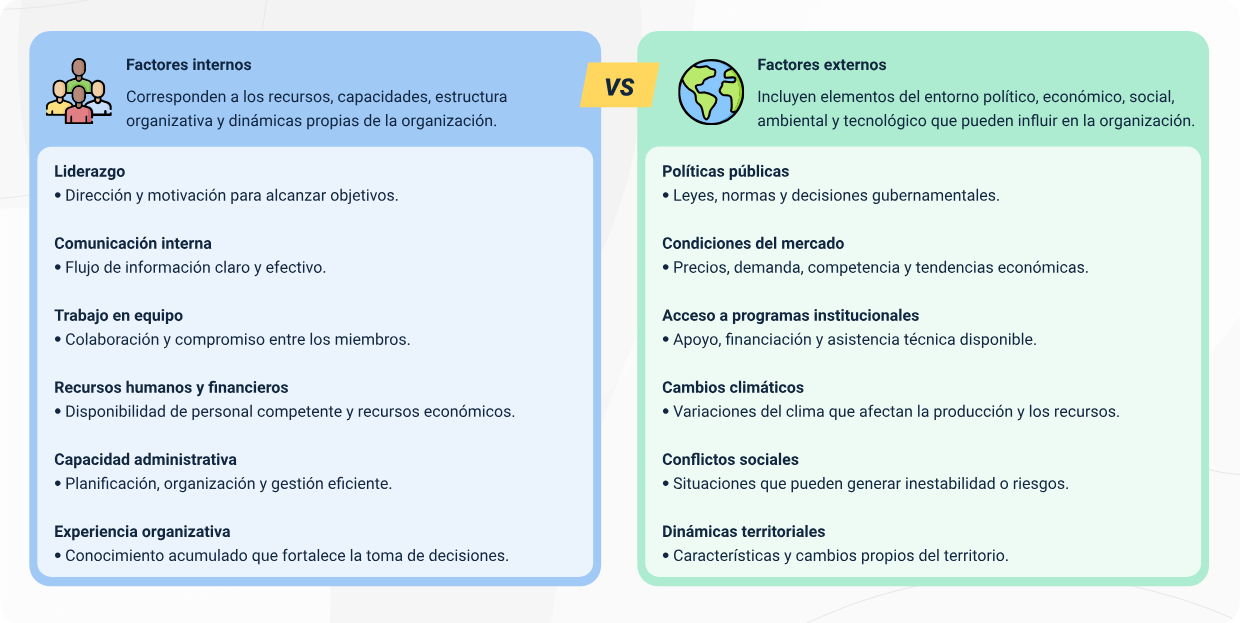 Factores internos
Corresponden a los recursos, capacidades, estructura
organizativa y dinámicas propias de la organización.
Liderazgo
• Dirección y motivación para alcanzar objetivos.
Comunicación interna
• Flujo de información claro y efectivo.
Trabajo en equipo
• Colaboración y compromiso entre los miembros.
Recursos humanos y financieros
• Disponibilidad de personal competente y recursos económicos.
Capacidad administrativa
• Planificación, organización y gestión eficiente.
Experiencia organizativa
• Conocimiento acumulado que fortalece la toma de decisiones.
VS
Factores externos
Incluyen elementos del entorno político, económico, social,
ambiental y tecnológico que pueden influir en la organización.
Políticas públicas
• Leyes, normas y decisiones gubernamentales.
Condiciones del mercado
• Precios, demanda, competencia y tendencias económicas.
Acceso a programas institucionales
• Apoyo, financiación y asistencia técnica disponible.
Cambios climáticos
• Variaciones del clima que afectan la producción y los recursos.
Conflictos sociales
• Situaciones que pueden generar inestabilidad o riesgos.
Dinámicas territoriales
• Características y cambios propios del territorio.